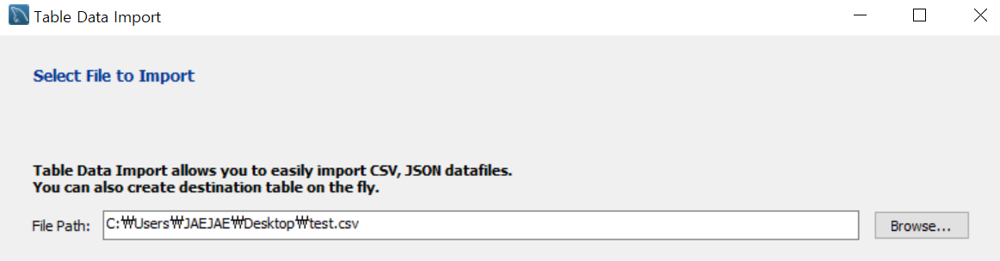 Table Data Import
Select File to Import
Table Data Import allows you to easily import CSV, JSON datafiles.
You can also create destination table on the fly.
File Path: C:₩Users₩JAEJAE₩Desktop₩test.csv Browse...